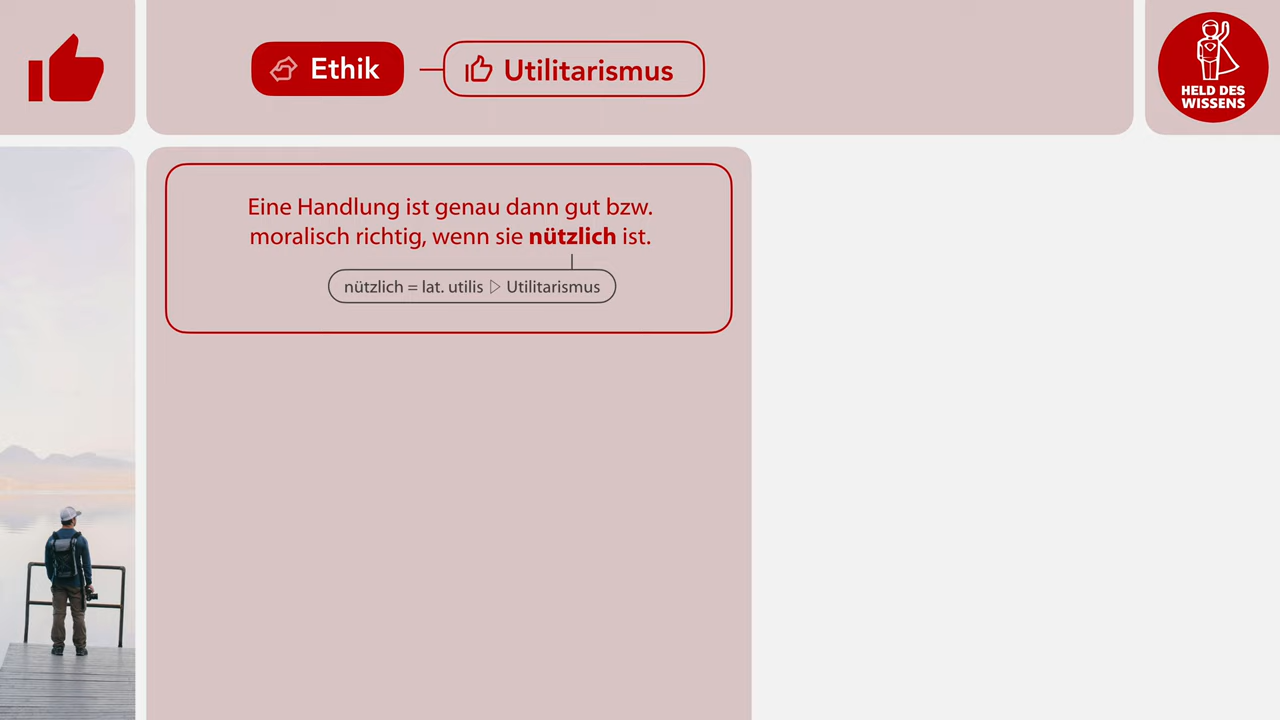 Ethik
Utilitarismus
HELD DES
WISSENS
Eine Handlung ist genau dann gut bzw.
moralisch richtig, wenn sie nützlich ist.
nützlich = lat. utilis ▷ Utilitarismus